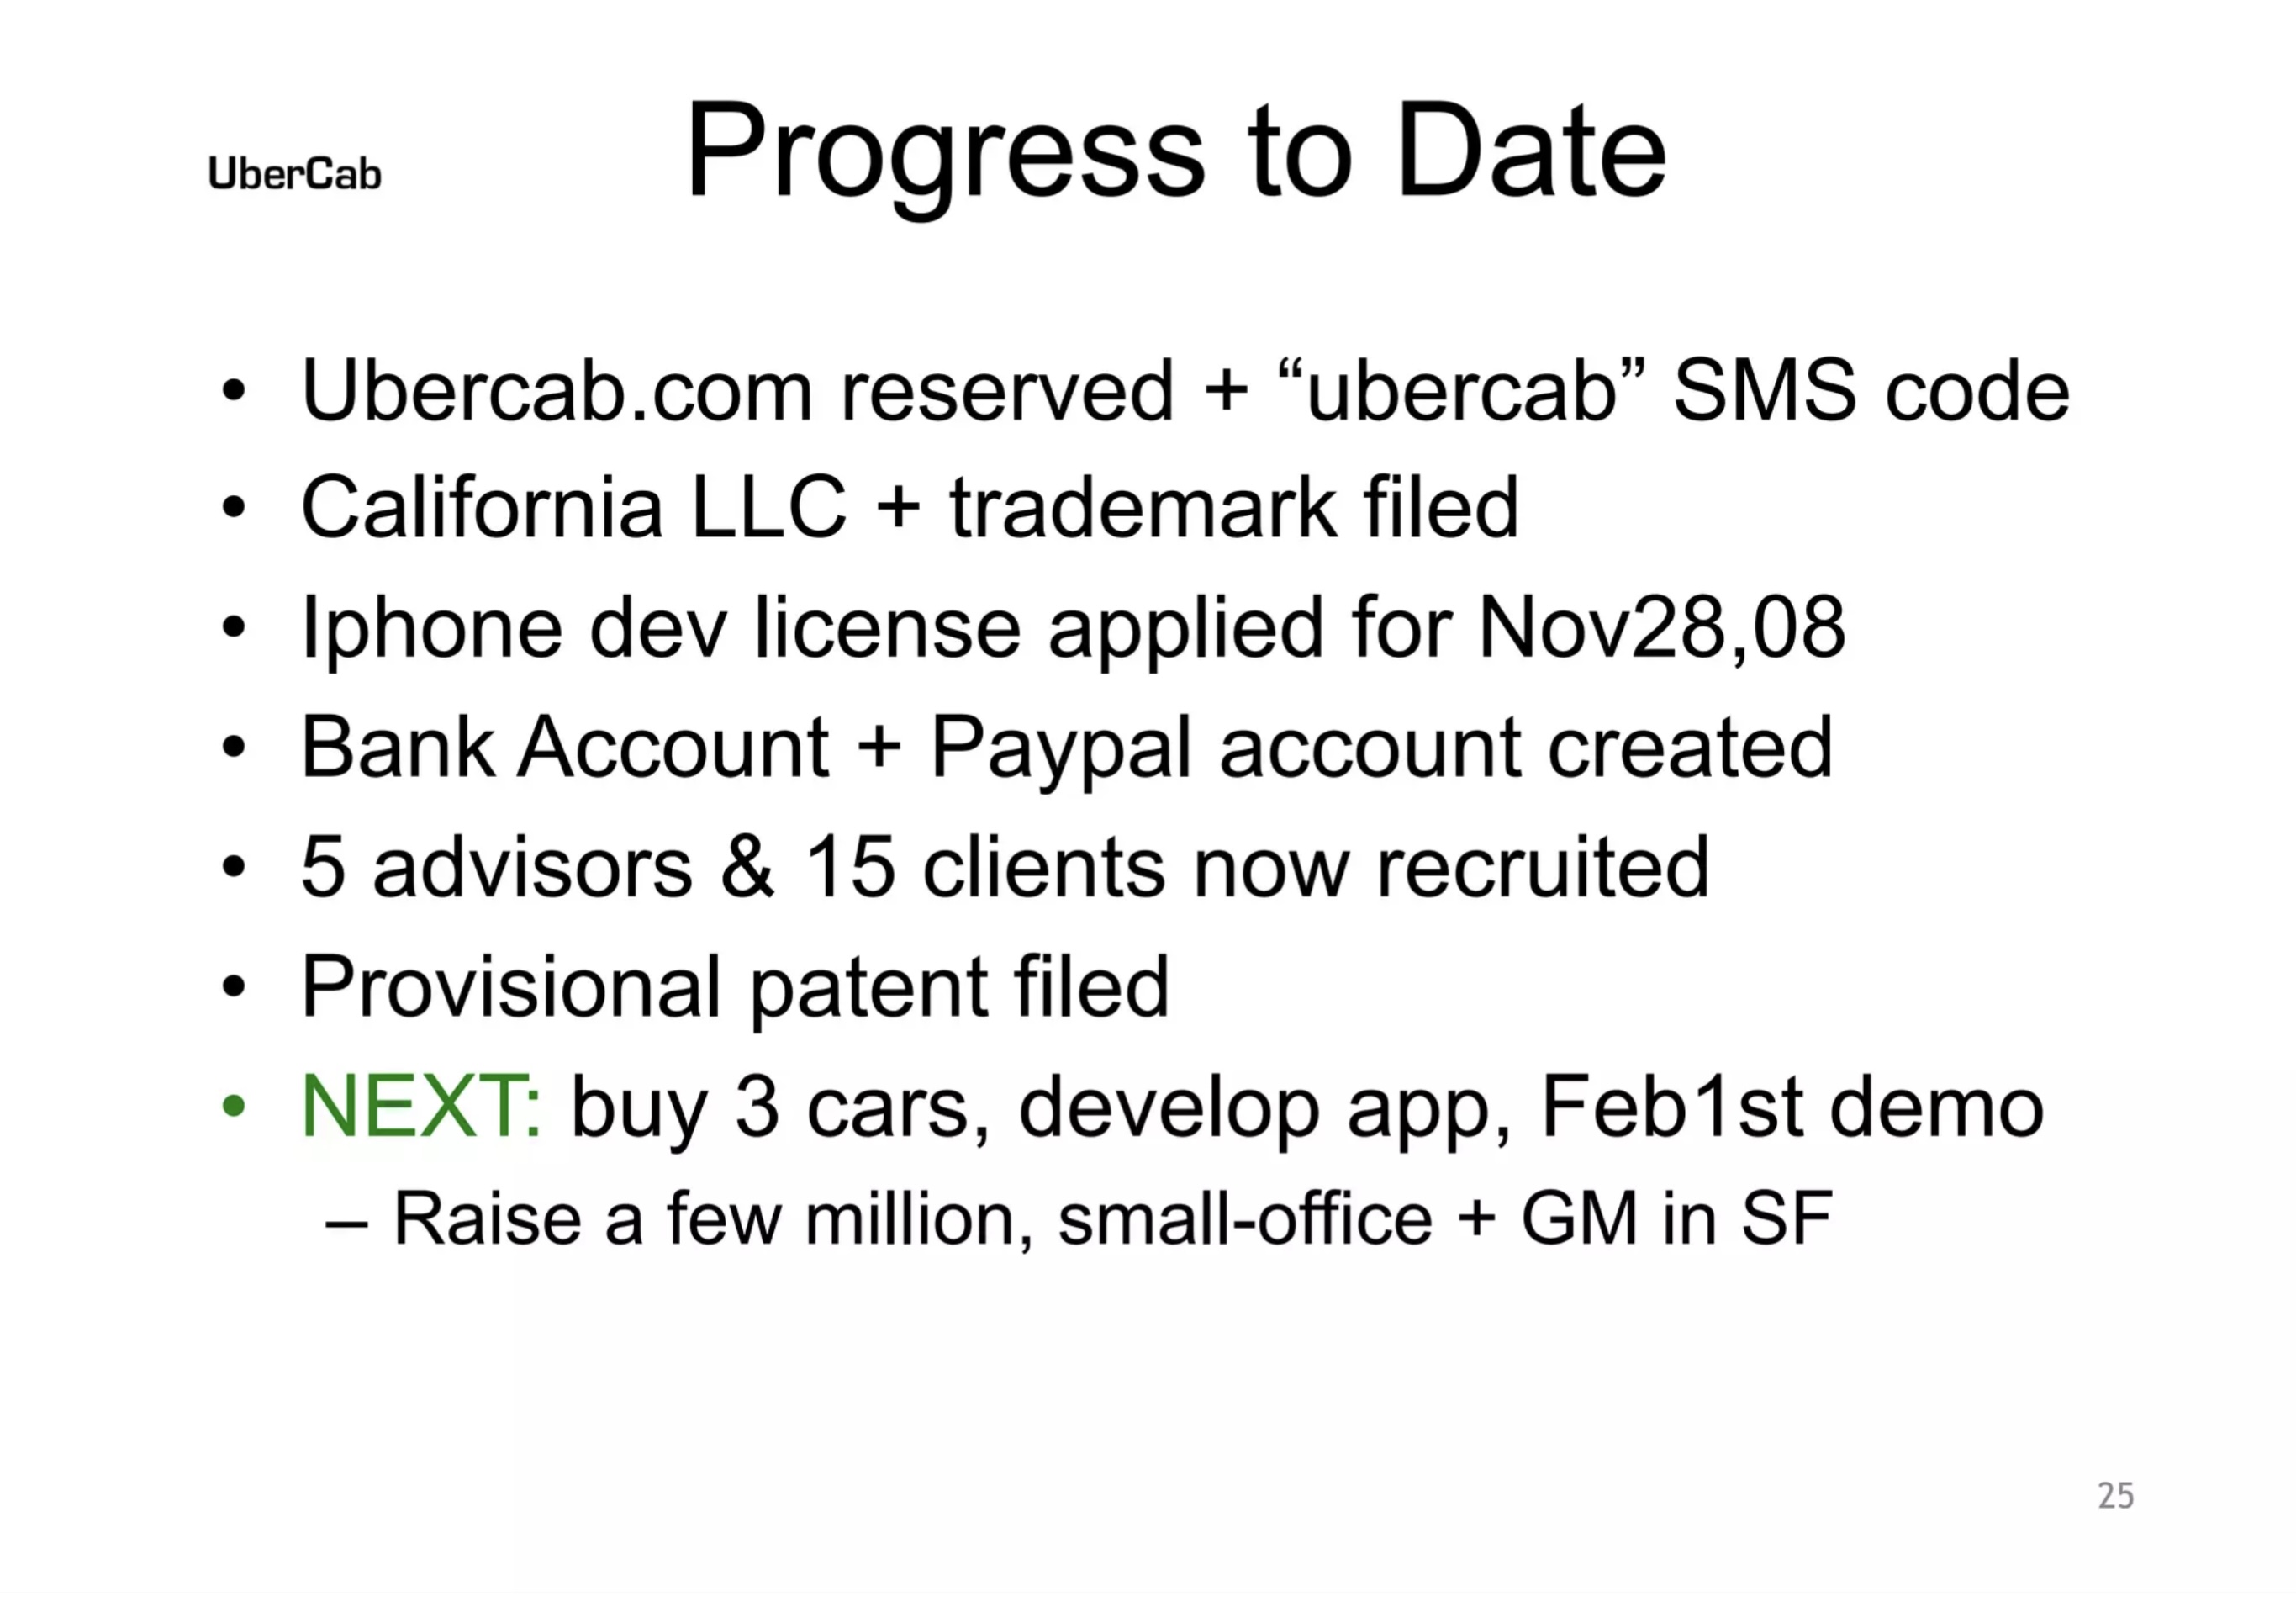 UberCab
Progress to Date
• Ubercab.com reserved + “ubercab” SMS code
• California LLC + trademark filed
• Iphone dev license applied for Nov28,08
• Bank Account + Paypal account created
• 5 advisors & 15 clients now recruited
• Provisional patent filed
• NEXT: buy 3 cars, develop app, Feb1st demo
– Raise a few million, small-office + GM in SF
25